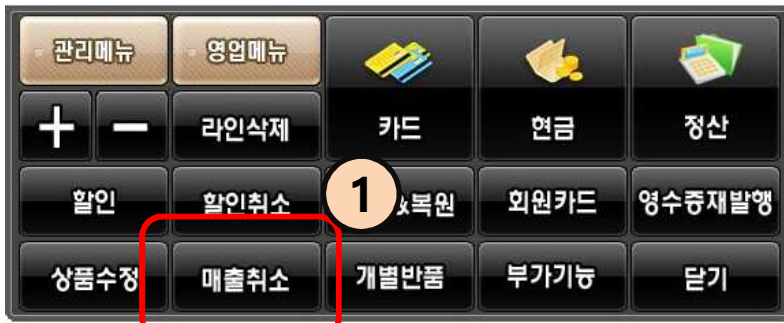 관리메뉴 영업메뉴
+ - 라인삭제 카드 현금 정산
할인 할인취소 1 &복원 회원카드 영수증재발행
상품수정 매출취소 개별반품 부가기능 닫기